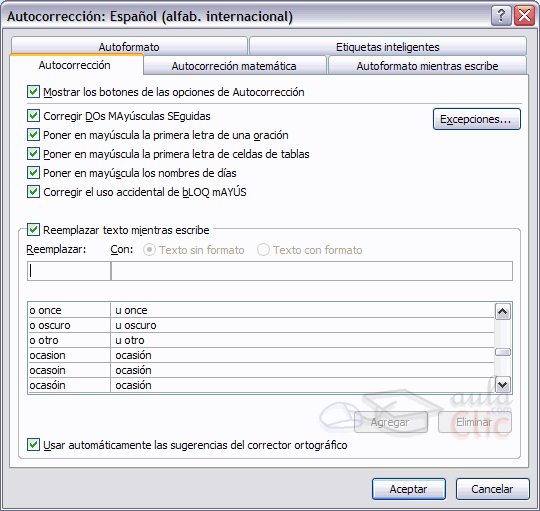 Autocorrección: Español (alfab. internacional)
Autoformato
Etiquetas inteligentes
Autocorrección
Autocorreción matemática
Autoformato mientras escribe
Mostrar los botones de las opciones de Autocorrección
Corregir DOs MAyúsculas SEguidas
Excepciones...
Poner en mayúscula la primera letra de una oración
Poner en mayúscula la primera letra de celdas de tablas
Poner en mayúscula los nombres de días
Corregir el uso accidental de bLOQ mAYÚS
Reemplazar texto mientras escribe
Reemplazar: Con: Texto sin formato Texto con formato
o once u once
o oscuro u oscuro
o otro u otro
ocasion ocasión
ocasoin ocasión
ocasóin ocasión
aula
.com
Clic
Agregar Eliminar
Usar automáticamente las sugerencias del corrector ortográfico
Aceptar Cancelar